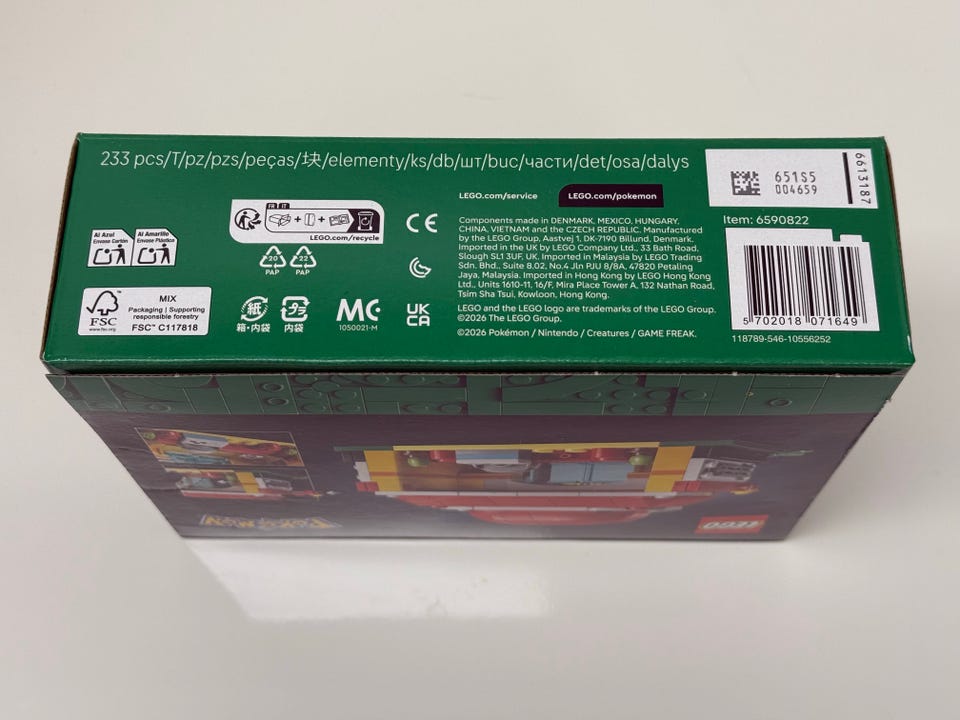 233 pcs/T/pz/pzs/peças/块/elementy/ks/db/шт/buc/части/det/osa/dalys
651S5
004659
6613187
LEGO.com/service
LEGO.com/pokemon
Item: 6590822
FR
IT
LEGO.com/recycle
Components made in DENMARK, MEXICO, HUNGARY,
CHINA, VIETNAM and the CZECH REPUBLIC. Manufactured
by the LEGO Group, Aastvej 1, DK-7190 Billund, Denmark.
Imported in the UK by LEGO Company Ltd., 33 Bath Road,
Slough SL1 3UF, UK. Imported in Malaysia by LEGO Trading
Sdn. Bhd., Suite 8.02, No.4 Jln PJU 8/8A, 47820 Petaling
Jaya, Malaysia. Imported in Hong Kong by LEGO Hong Kong
Ltd., Units 1610-11, 16/F, Mira Place Tower A, 132 Nathan Road,
Tsim Sha Tsui, Kowloon, Hong Kong.
LEGO and the LEGO logo are trademarks of the LEGO Group.
©2026 The LEGO Group.
©2026 Pokémon / Nintendo / Creatures / GAME FREAK.
Al Azul
Envase Cartón
Al Amarillo
Envase Plástico
CE
20
PAP
22
PAP
FSC
www.fsc.org
MIX
Packaging | Supporting
responsible forestry
FSC™ C117818
紙
箱・内袋
プラ
内袋
MC
1050021-M
UK
CA
5 702018 071649
118789-546-10556252
POKÉMON
LEGO